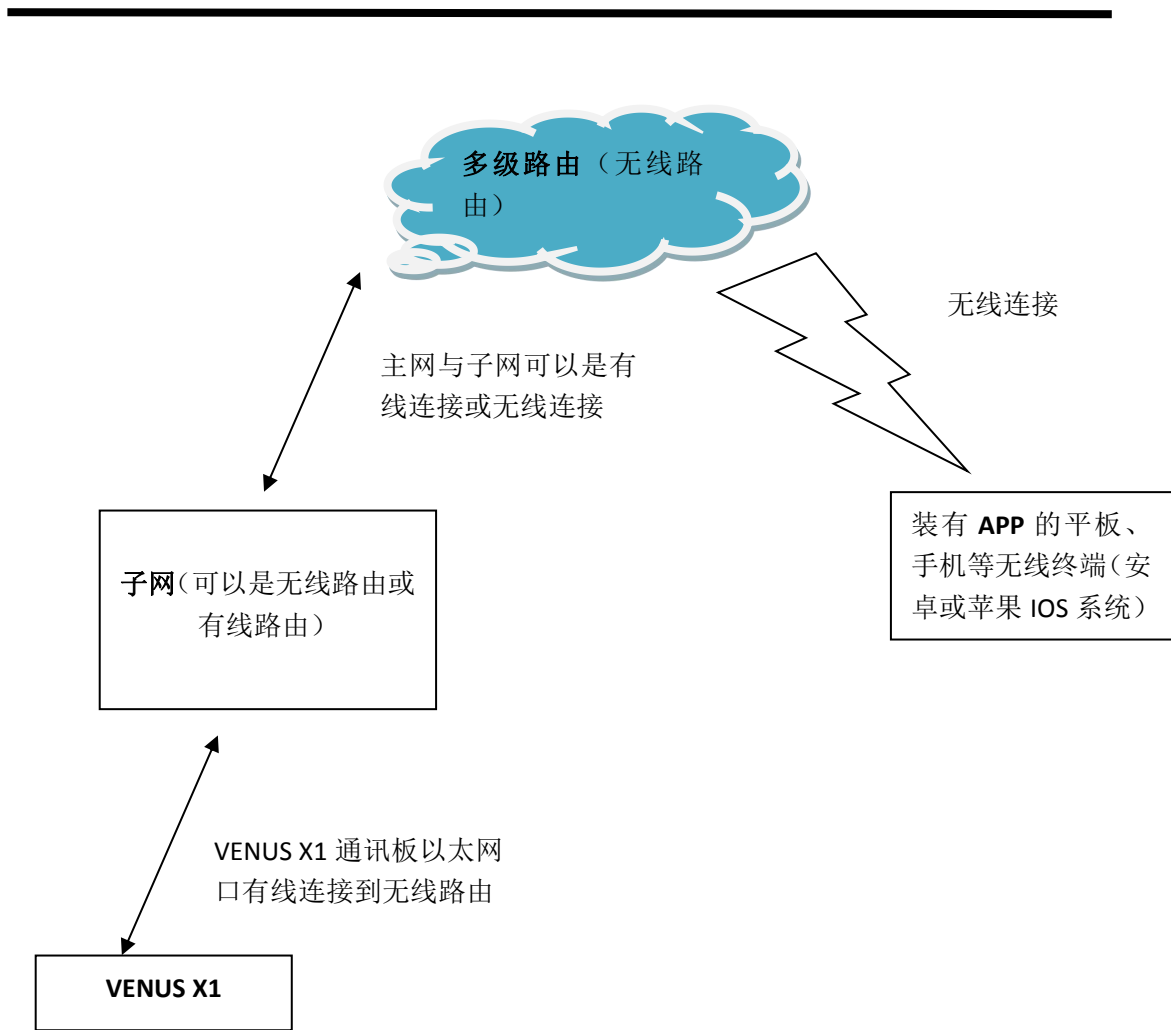 多级路由（无线路
由）
无线连接
主网与子网可以是有
线连接或无线连接
装有 APP 的平板、
手机等无线终端（安
卓或苹果 IOS 系统）
子网（可以是无线路由或
有线路由）
VENUS X1 通讯板以太网
口有线连接到无线路由
VENUS X1